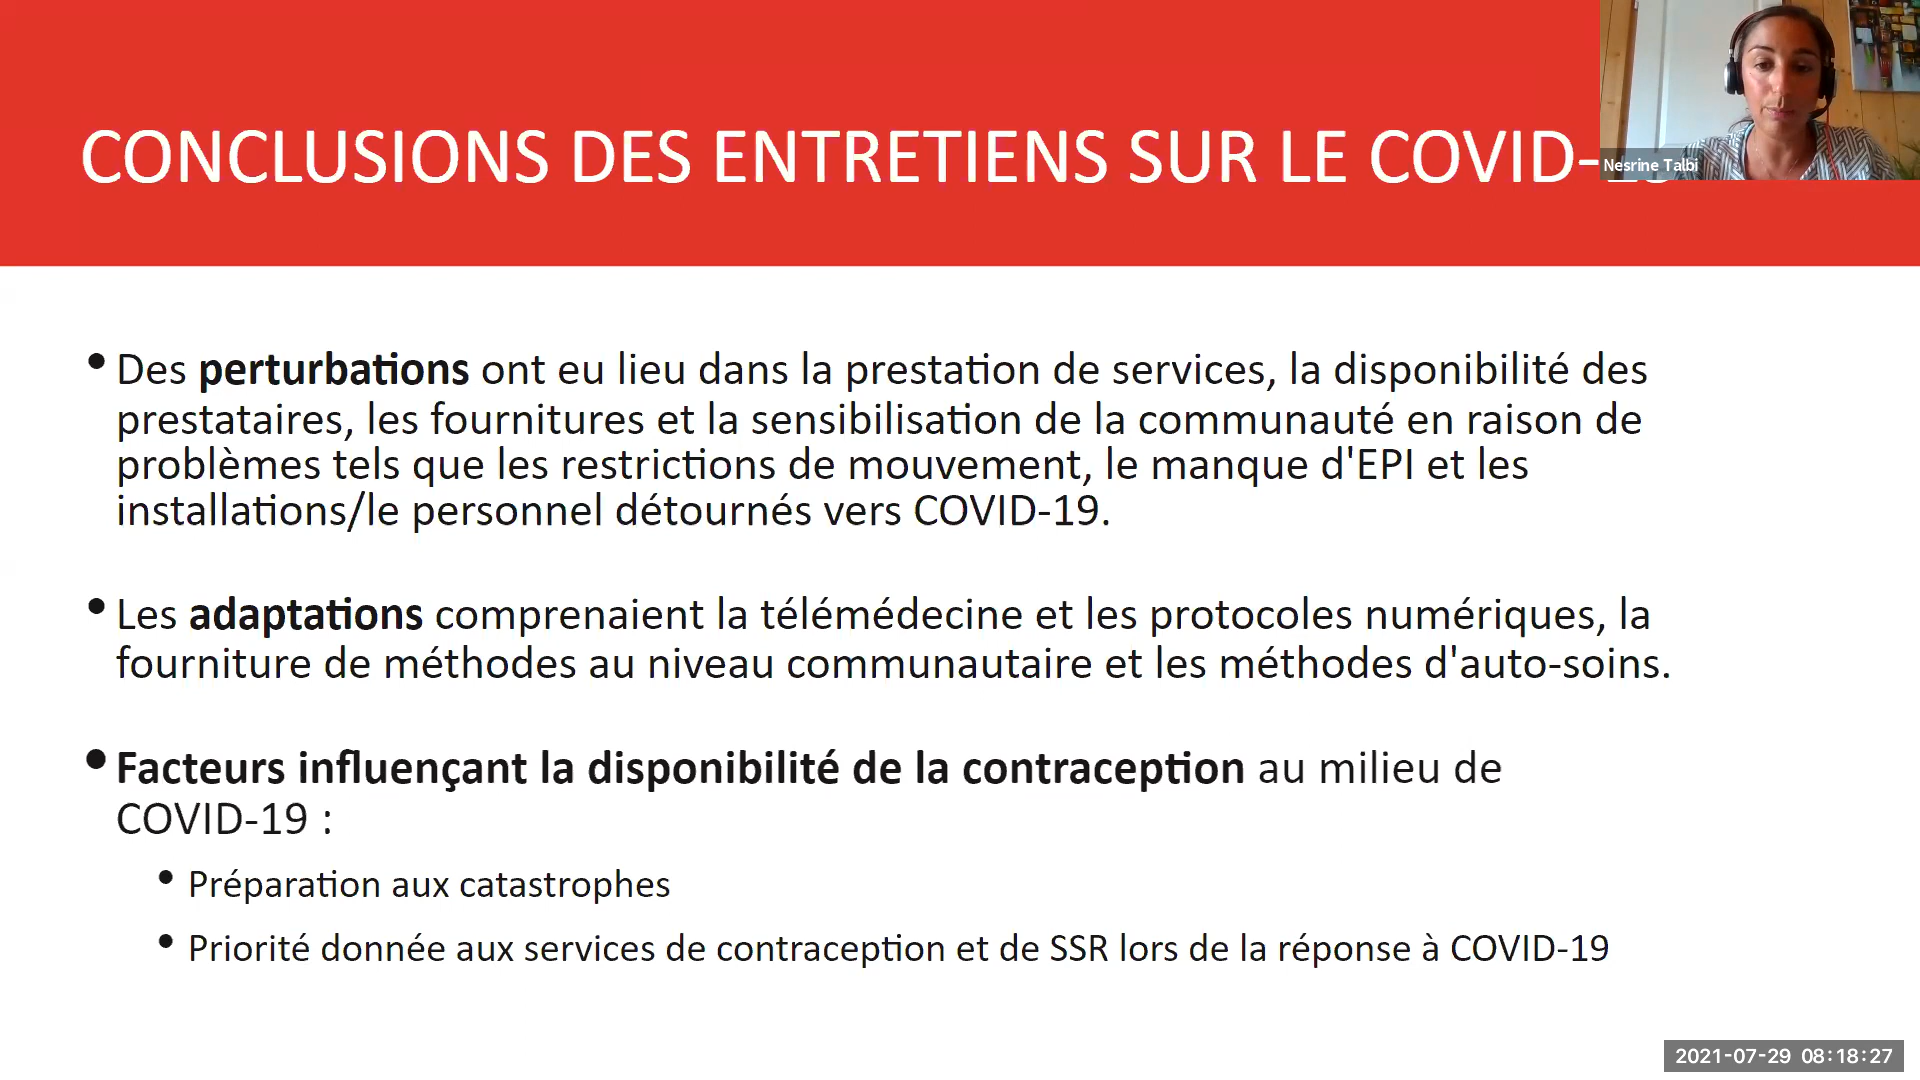 CONCLUSIONS DES ENTRETIENS SUR LE COVID-
Nesrine Talbi
• Des perturbations ont eu lieu dans la prestation de services, la disponibilité des
prestataires, les fournitures et la sensibilisation de la communauté en raison de
problèmes tels que les restrictions de mouvement, le manque d'EPI et les
installations/le personnel détournés vers COVID-19.
• Les adaptations comprenaient la télémédecine et les protocoles numériques, la
fourniture de méthodes au niveau communautaire et les méthodes d'auto-soins.
• Facteurs influençant la disponibilité de la contraception au milieu de
COVID-19 :
• Préparation aux catastrophes
• Priorité donnée aux services de contraception et de SSR lors de la réponse à COVID-19
2021-07-29 08:18:27